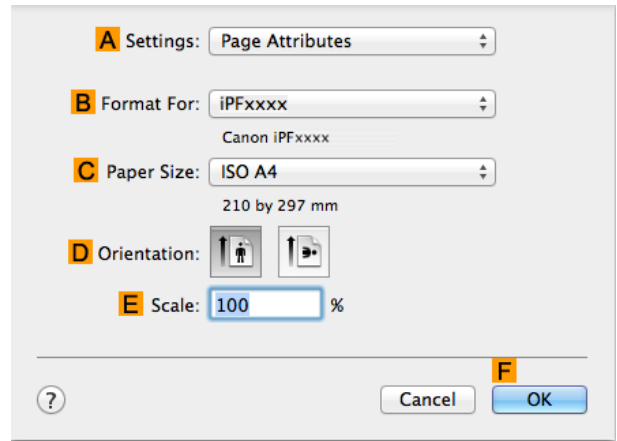 A Settings: Page Attributes
B Format For: iPFxxxx
Canon iPFxxxx
C Paper Size: ISO A4
210 by 297 mm
D Orientation:
E Scale: 100 %
F
? Cancel OK